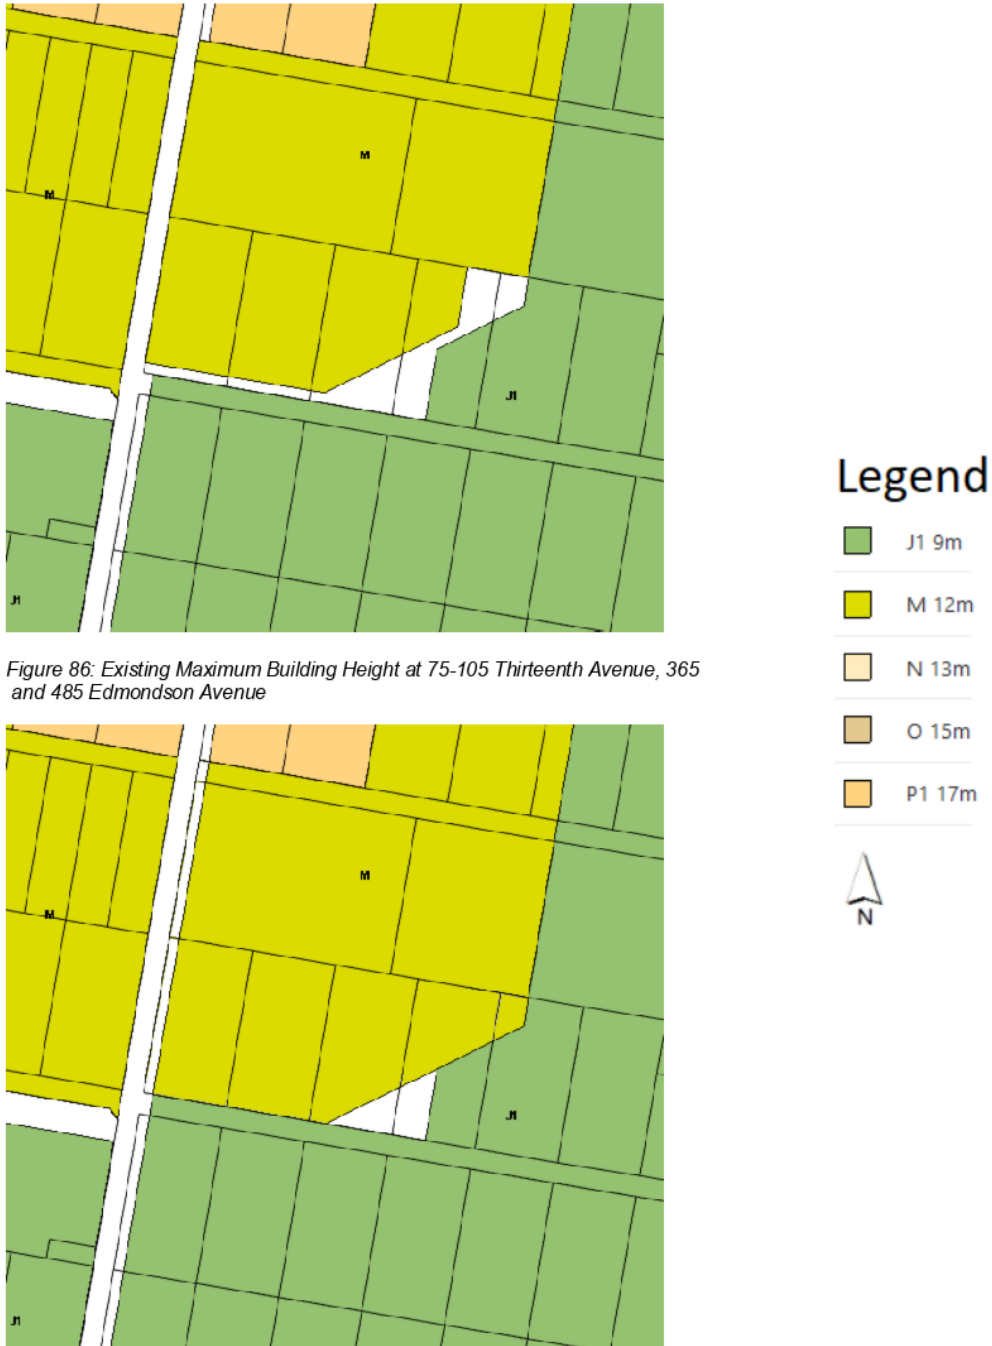 M
M
J1
J1
Figure 86: Existing Maximum Building Height at 75-105 Thirteenth Avenue, 365
and 485 Edmondson Avenue
Legend
J1 9m
M 12m
N 13m
O 15m
P1 17m
N
M
M
J1
J1